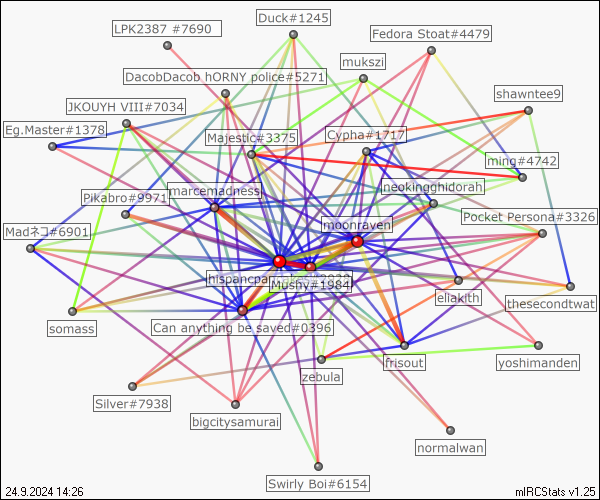 Duck#1245
LPK2387 #7690
Fedora Stoat#4479
mukszi
DacobDacob hORNY police#5271
shawntee9
JKOUYH VIII#7034
Eg.Master#1378
Majestic#3375
Cypha#1717
ming#4742
marcemadness
neokingghidorah
Pikabro#9971
Pocket Persona#3326
moonraven
Madネコ#6901
hispancpa
Mushy#1984
eliakith
thesecondtwat
somass
Can anything be saved#0396
frisout
yoshimanden
zebula
Silver#7938
bigcitysamurai
normalwan
Swirly Boi#6154
24.9.2024 14:26
mIRCStats v1.25